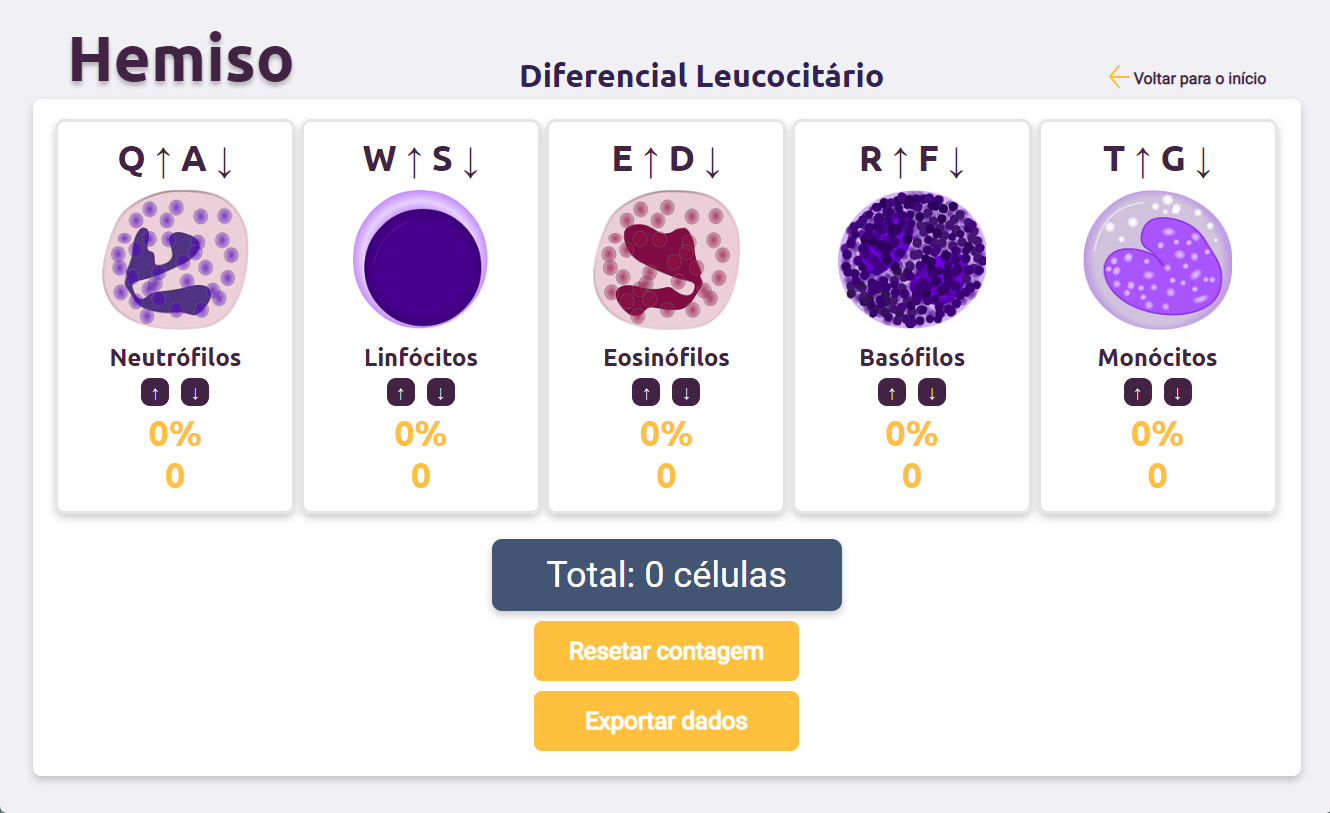 Hemiso
Diferencial Leucocitário
← Voltar para o início
Q ↑ A ↓
Neutrófilos
↑ ↓
0%
0
W ↑ S ↓
Linfócitos
↑ ↓
0%
0
E ↑ D ↓
Eosinófilos
↑ ↓
0%
0
R ↑ F ↓
Basófilos
↑ ↓
0%
0
T ↑ G ↓
Monócitos
↑ ↓
0%
0
Total: 0 células
Resetar contagem
Exportar dados